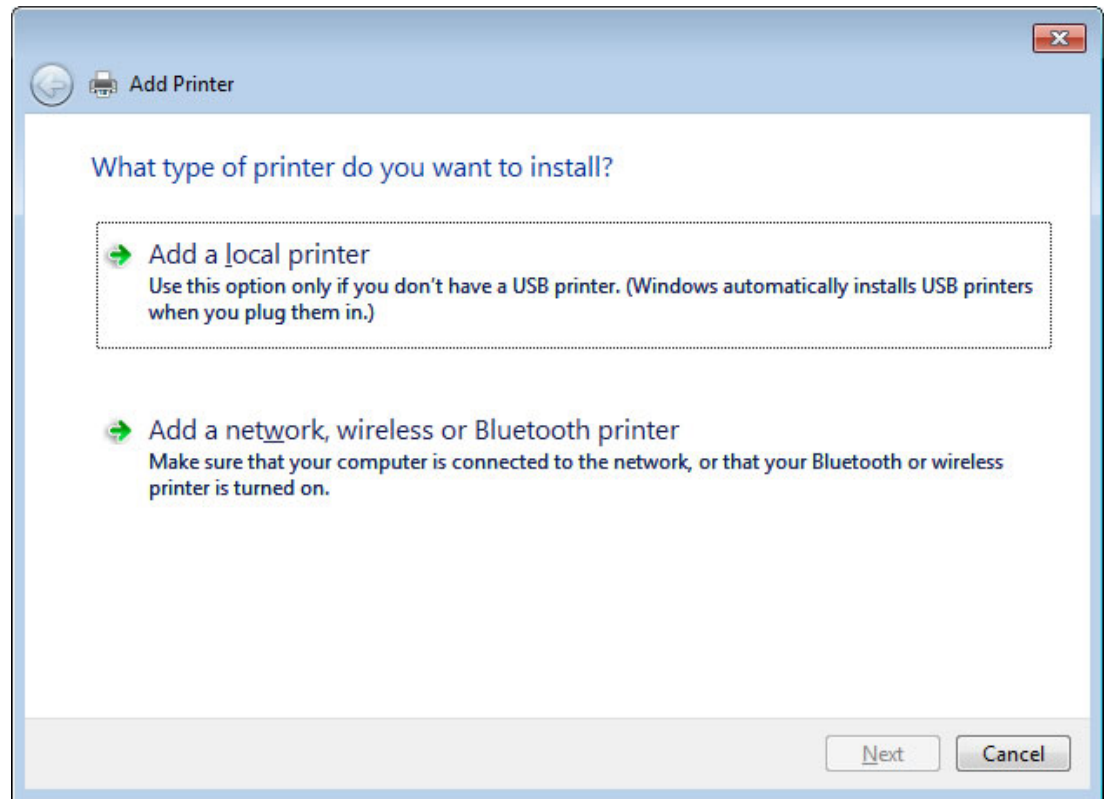 Add Printer
What type of printer do you want to install?
Add a local printer
Use this option only if you don't have a USB printer. (Windows automatically installs USB printers
when you plug them in.)
Add a network, wireless or Bluetooth printer
Make sure that your computer is connected to the network, or that your Bluetooth or wireless
printer is turned on.
Next
Cancel